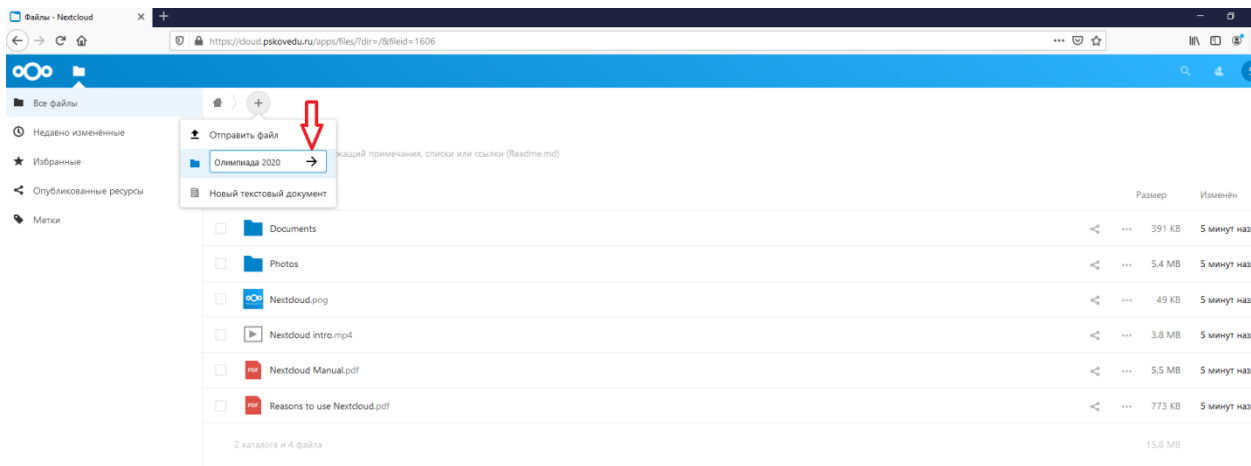 Файлы - Nextcloud
https://cloud.pskovedu.ru/apps/files/?dir=/&fileid=1606
Все файлы
Недавно изменённые
Избранные
Опубликованные ресурсы
Метки
Отправить файл
Олимпиада 2020
жащий примечания, списки или ссылки (Readme.md)
Новый текстовый документ
Размер Изменён
Documents 391 KB 5 минут наз
Photos 5,4 MB 5 минут наз
Nextcloud.png 49 KB 5 минут наз
Nextcloud intro.mp4 3,8 MB 5 минут наз
PDF Nextcloud Manual.pdf 5.5 MB 5 минут наз
PDF Reasons to use Nextcloud.pdf 773 KB 5 минут наз
2 каталога и 4 файла 15,8 MB